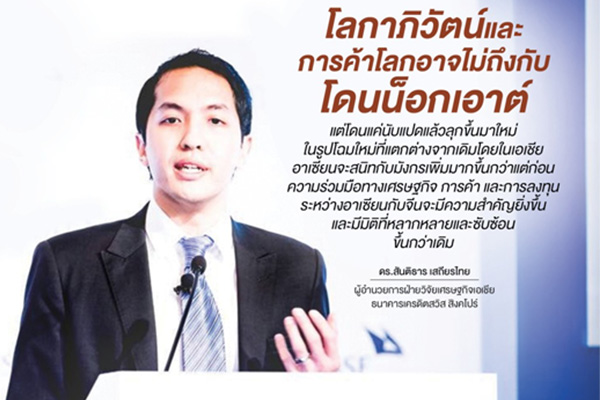 โลกาภิวัตน์และ
การค้าโลกอาจไม่ถึงกับ
โดนน็อกเอาต์
แต่โดนแค่นับแปดแล้วลุกขึ้นมาใหม่
ในรูปโฉมใหม่ที่แตกต่างจากเดิมโดยในเอเชีย
อาเซียนจะสนิทกับมังกรเพิ่มมากขึ้นกว่าแต่ก่อน
ความร่วมมือทางเศรษฐกิจ การค้า และการลงทุน
ระหว่างอาเซียนกับจีนจะมีความสำคัญยิ่งขึ้น
และมีมิติที่หลากหลายและซับซ้อน
ขึ้นกว่าเดิม
ดร.สันติธาร เสถียรไทย
ผู้อำนวยการฝ่ายวิจัยเศรษฐกิจเอเชีย
ธนาคารเครดิตสวิส สิงคโปร์